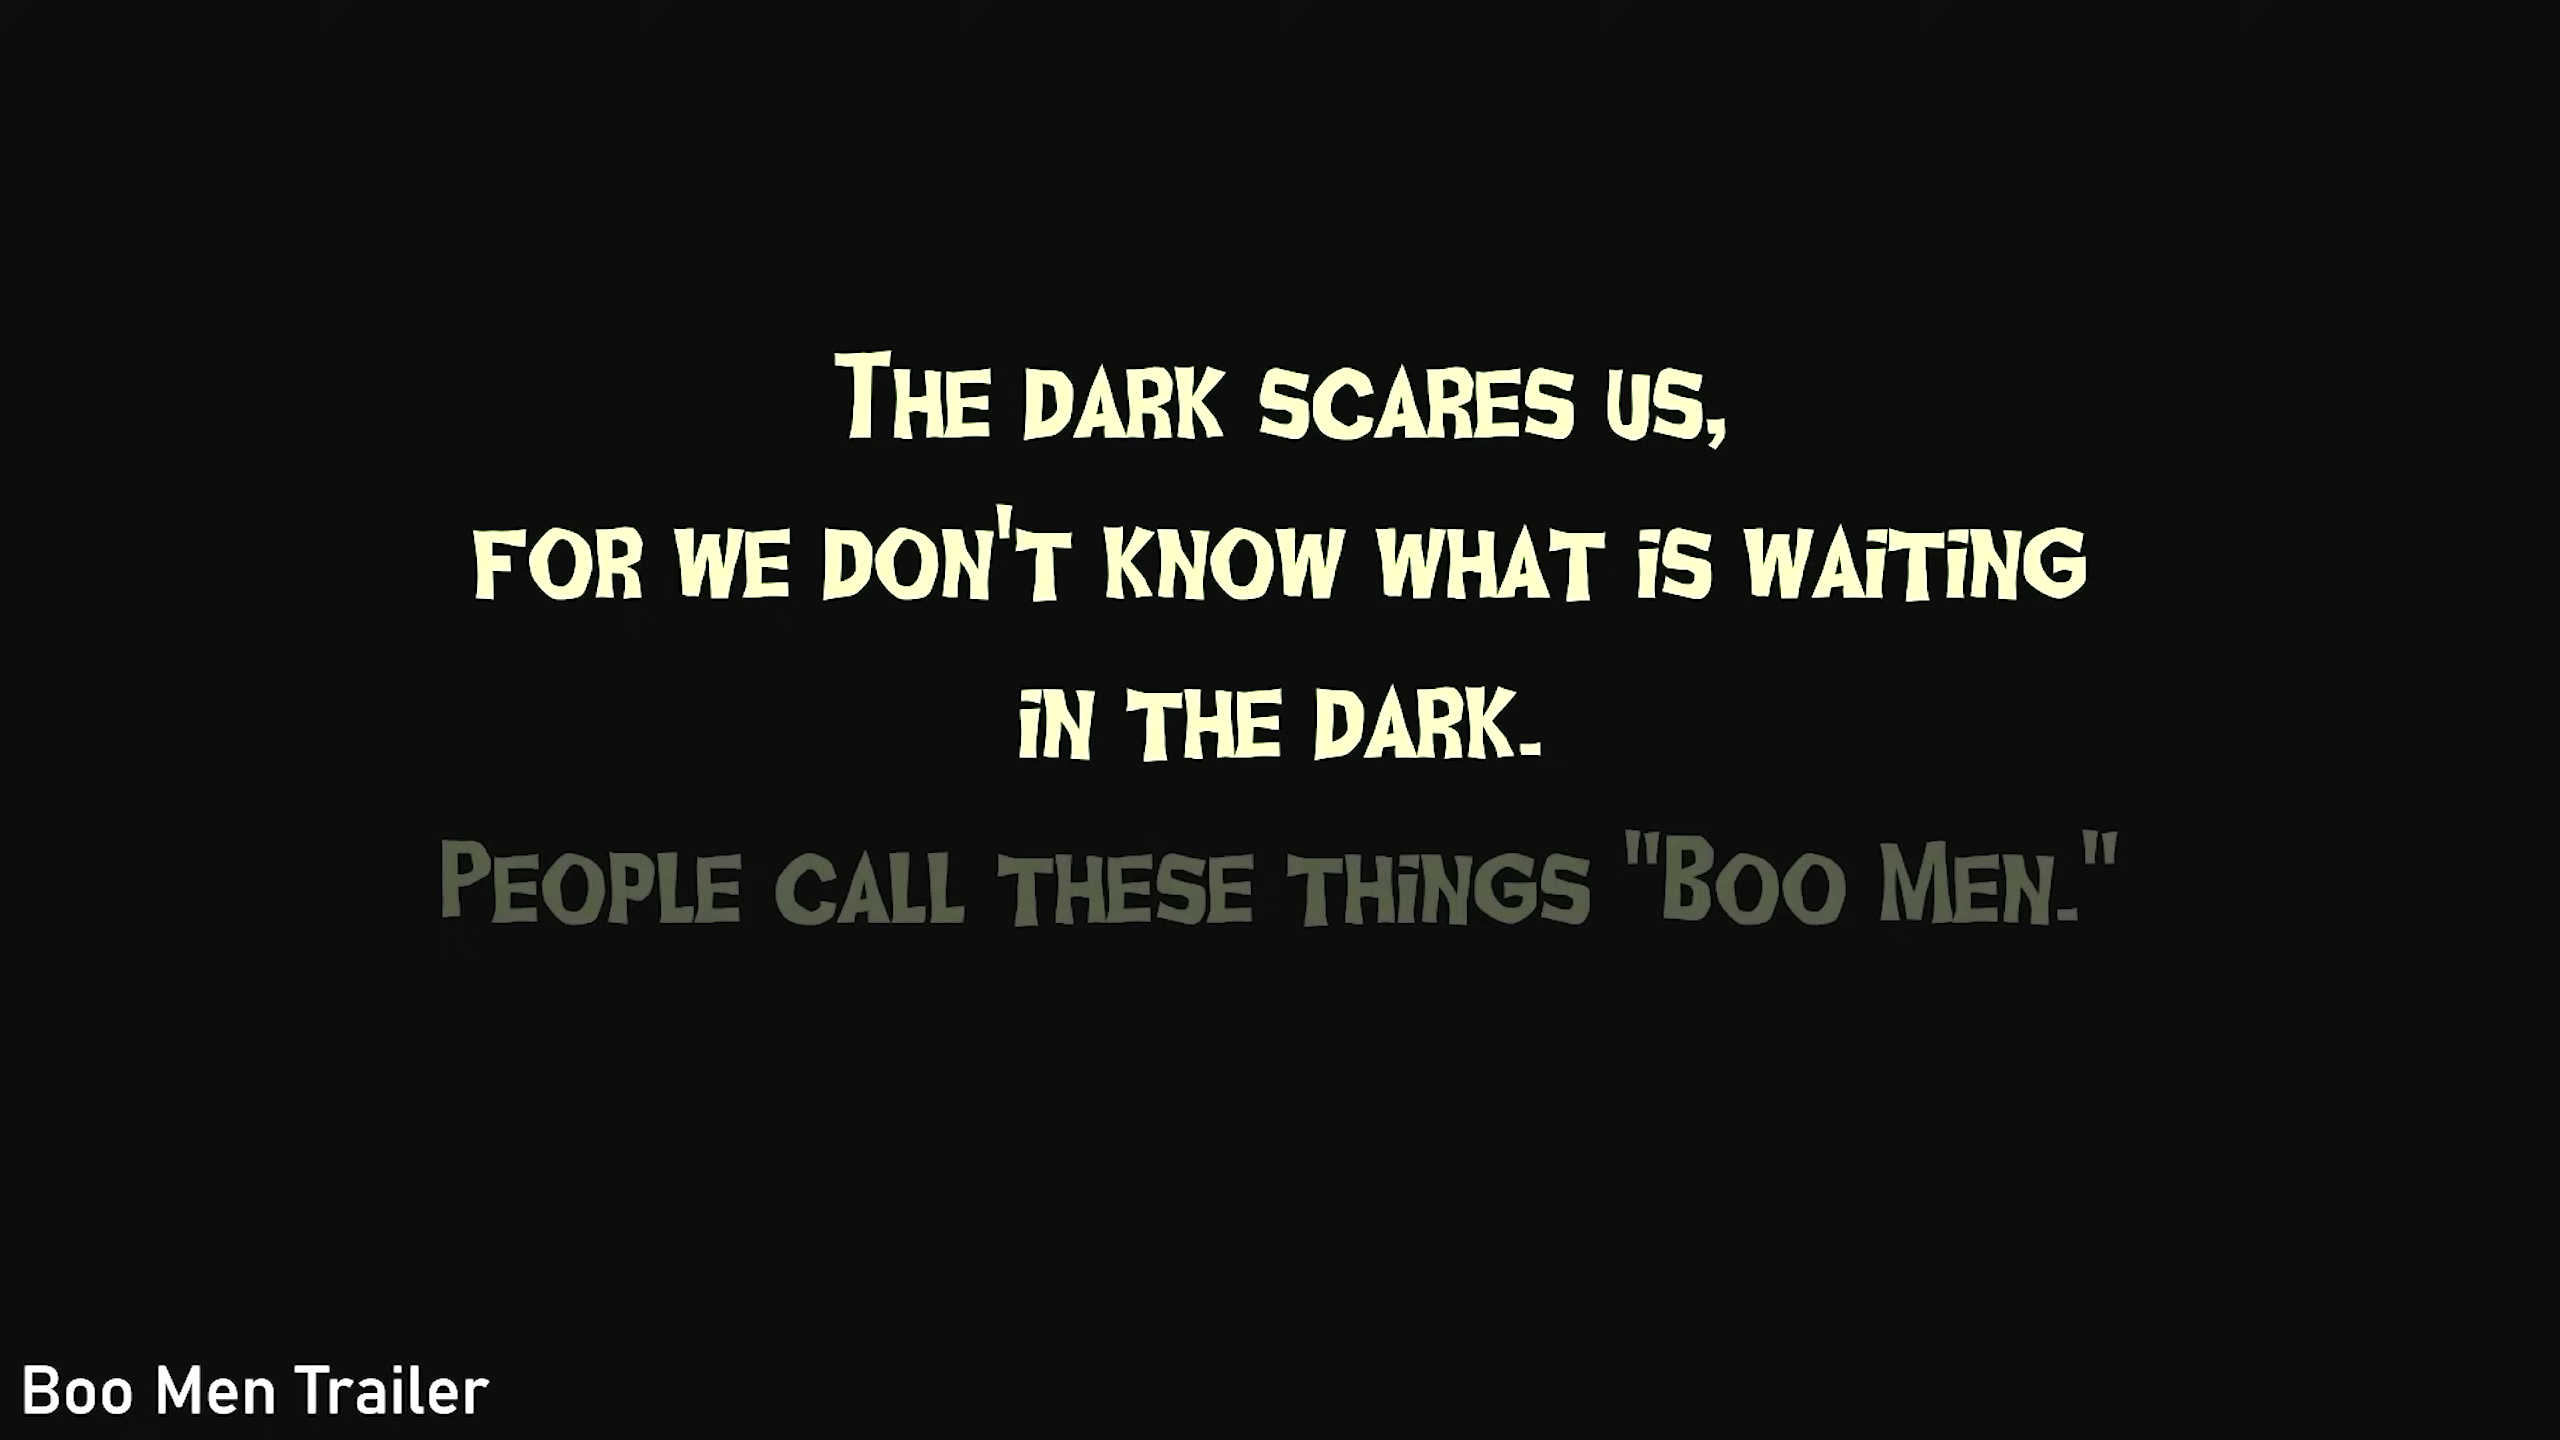 The dark scares us,
for we don't know what is waiting
in the dark.
People call these things "Boo Men."
Boo Men Trailer